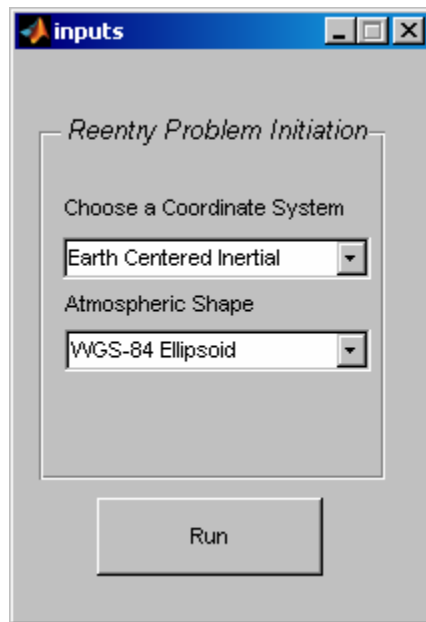 inputs
Reentry Problem Initiation
Choose a Coordinate System
Earth Centered Inertial
Atmospheric Shape
WGS-84 Ellipsoid
Run